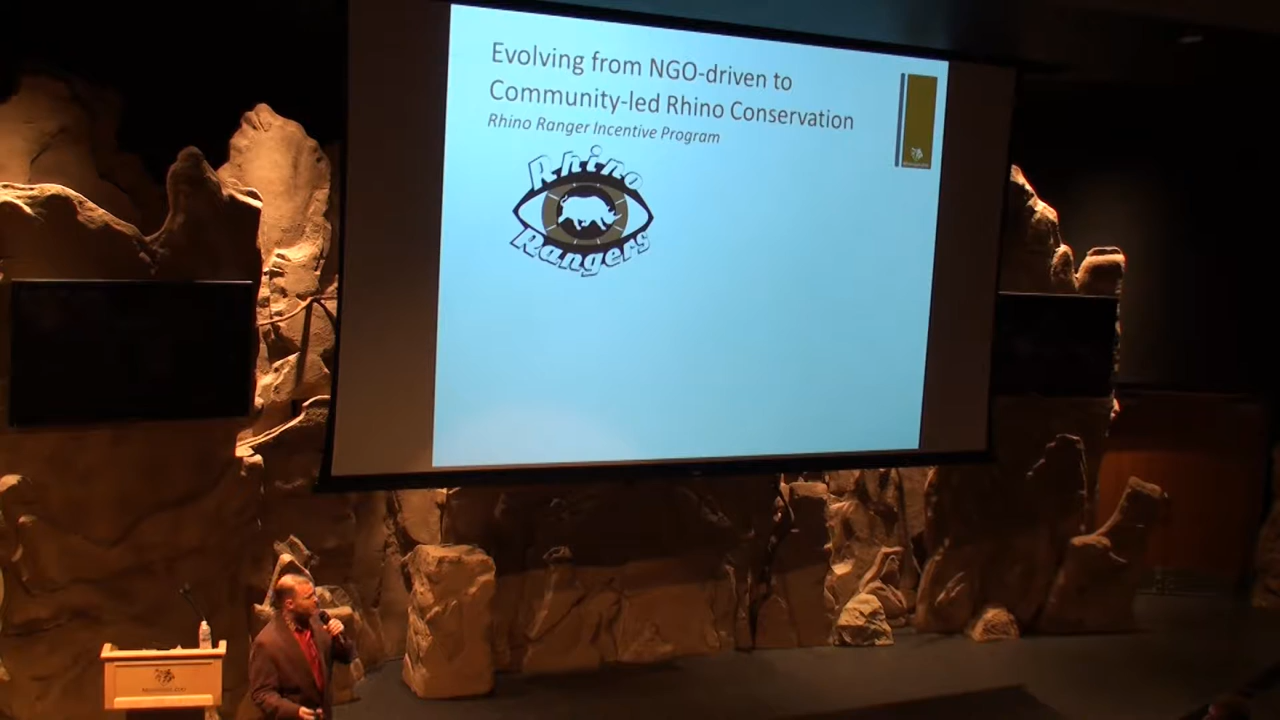 Evolving from NGO-driven to
Community-led Rhino Conservation
Rhino Ranger Incentive Program
Rhino
Rangers